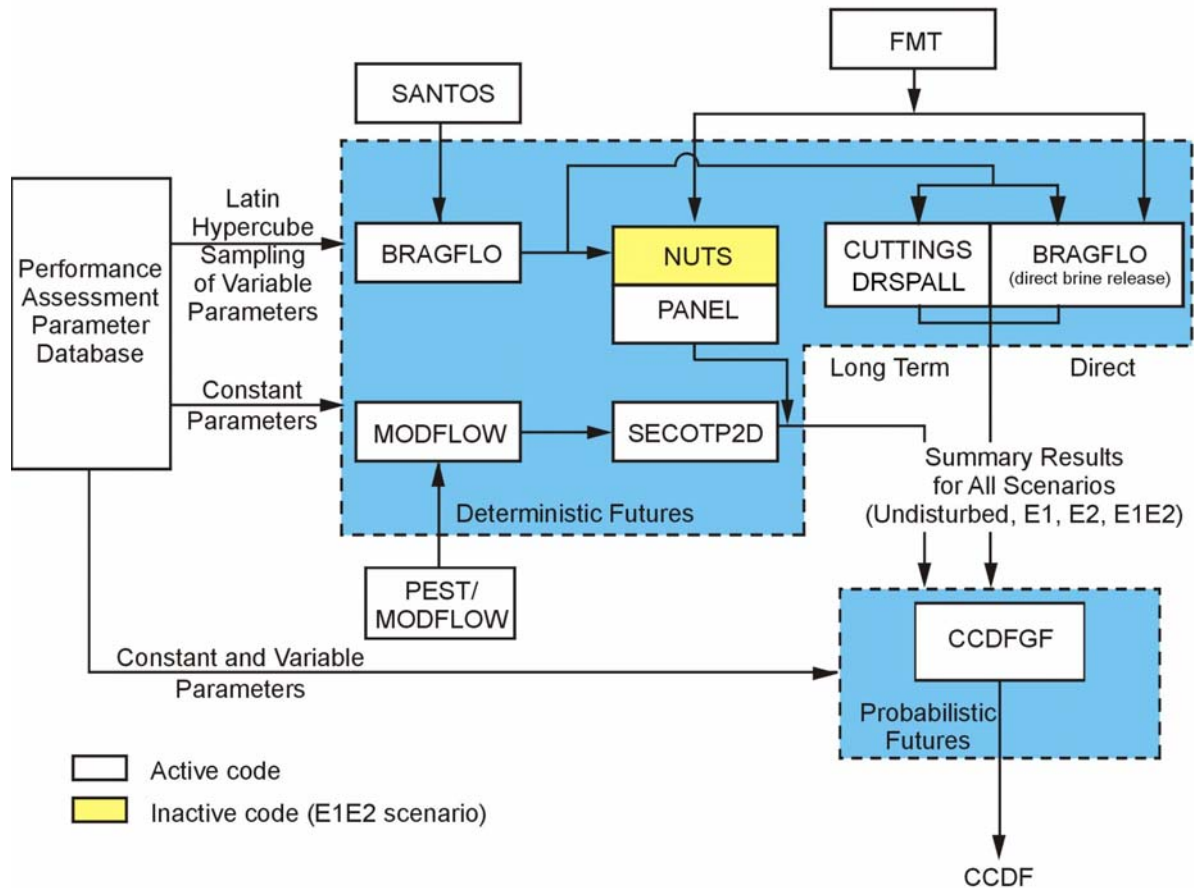 FMT
SANTOS
Performance
Assessment
Parameter
Database
Latin
Hypercube
Sampling
of Variable
Parameters
BRAGFLO
NUTS
PANEL
CUTTINGS
DRSPALL
BRAGFLO
(direct brine release)
Long Term
Direct
Constant
Parameters
MODFLOW
SECOTP2D
Deterministic Futures
Summary Results
for All Scenarios
(Undisturbed, E1, E2, E1E2)
PEST/
MODFLOW
CCDFGF
Probabilistic
Futures
Constant and Variable
Parameters
Active code
Inactive code (E1E2 scenario)
CCDF